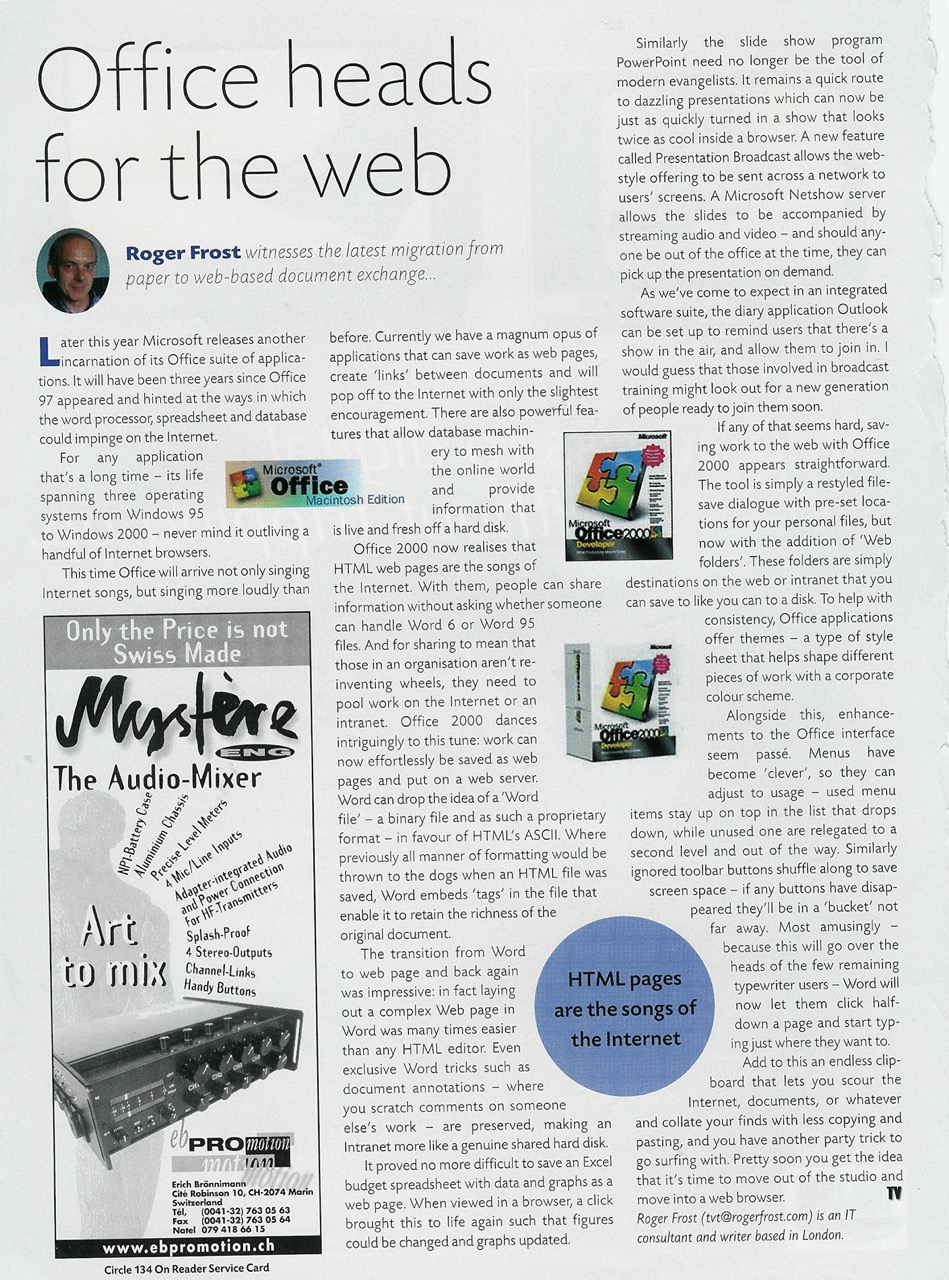 Office heads
for the web
Roger Frost witnesses the latest migration from
paper to web-based document exchange...
Later this year Microsoft releases another
incarnation of its Office suite of applica-
tions. It will have been three years since Office
97 appeared and hinted at the ways in which
the word processor, spreadsheet and database
could impinge on the Internet.
For any application
that's a long time – its life
spanning three operating
systems from Windows 95
to Windows 2000 – never mind it outliving a
handful of Internet browsers.
This time Office will arrive not only singing
Internet songs, but singing more loudly than
before. Currently we have a magnum opus of
applications that can save work as web pages,
create 'links' between documents and will
pop off to the Internet with only the slightest
encouragement. There are also powerful fea-
tures that allow database machin-
ery to mesh with
the online world
and provide
information that
is live and fresh off a hard disk.
Office 2000 now realises that
HTML web pages are the songs of
the Internet. With them, people can share
information without asking whether someone
can handle Word 6 or Word 95
files. And for sharing to mean that
those in an organisation aren't re-
inventing wheels, they need to
pool work on the Internet or an
intranet. Office 2000 dances
intriguingly to this tune: work can
now effortlessly be saved as web
pages and put on a web server.
Word can drop the idea of a 'Word
file' – a binary file and as such a proprietary
format – in favour of HTML's ASCII. Where
previously all manner of formatting would be
thrown to the dogs when an HTML file was
saved, Word embeds 'tags' in the file that
enable it to retain the richness of the
original document.
The transition from Word
to web page and back again
was impressive: in fact laying
out a complex Web page in
Word was many times easier
than any HTML editor. Even
exclusive Word tricks such as
document annotations – where
you scratch comments on someone
else's work – are preserved, making an
Intranet more like a genuine shared hard disk.
It proved no more difficult to save an Excel
budget spreadsheet with data and graphs as a
web page. When viewed in a browser, a click
brought this to life again such that figures
could be changed and graphs updated.
Similarly the slide show program
PowerPoint need no longer be the tool of
modern evangelists. It remains a quick route
to dazzling presentations which can now be
just as quickly turned in a show that looks
twice as cool inside a browser. A new feature
called Presentation Broadcast allows the web-
style offering to be sent across a network to
users' screens. A Microsoft Netshow server
allows the slides to be accompanied by
streaming audio and video – and should any-
one be out of the office at the time, they can
pick up the presentation on demand.
As we've come to expect in an integrated
software suite, the diary application Outlook
can be set up to remind users that there's a
show in the air, and allow them to join in. I
would guess that those involved in broadcast
training might look out for a new generation
of people ready to join them soon.
If any of that seems hard, sav-
ing work to the web with Office
2000 appears straightforward.
The tool is simply a restyled file-
save dialogue with pre-set loca-
tions for your personal files, but
now with the addition of 'Web
folders'. These folders are simply
destinations on the web or intranet that you
can save to like you can to a disk. To help with
consistency, Office applications
offer themes – a type of style
sheet that helps shape different
pieces of work with a corporate
colour scheme.
Alongside this, enhance-
ments to the Office interface
seem passé. Menus have
become 'clever', so they can
adjust to usage – used menu
items stay up on top in the list that drops
down, while unused one are relegated to a
second level and out of the way. Similarly
ignored toolbar buttons shuffle along to save
screen space – if any buttons have disap-
peared they'll be in a 'bucket' not
far away. Most amusingly –
because this will go over the
heads of the few remaining
typewriter users – Word will
now let them click half-
down a page and start typ-
ing just where they want to.
Add to this an endless clip-
board that lets you scour the
Internet, documents, or whatever
and collate your finds with less copying and
pasting, and you have another party trick to
go surfing with. Pretty soon you get the idea
that it's time to move out of the studio and
move into a web browser.
TV
Roger Frost (tvt@rogerfrost.com) is an IT
consultant and writer based in London.
Microsoft®
Office
Macintosh Edition
Microsoft
Microsoft
Office2000
Developer
Microsoft
Microsoft
Office2000
Developer
HTML pages
are the songs of
the Internet
Only the Price is not
Swiss Made
Mystère
ENG
The Audio-Mixer
NP1-Battery Case
Aluminium Chassis
Precise Level Meters
4 Mic/Line Inputs
Adapter-integrated Audio
and Power Connection
For HF-Transmitters
Splash-Proof
4 Stereo-Outputs
Channel-Links
Handy Buttons
Art
to mix
eb PROmotion
motion
motion
Erich Brönnimann
Cité Robinson 10, CH-2074 Marin
Switzerland
Tél, (0041-32) 763 05 63
Fax (0041-32) 763 05 64
Natel 079 418 66 15
www.ebpromotion.ch
Circle 134 On Reader Service Card